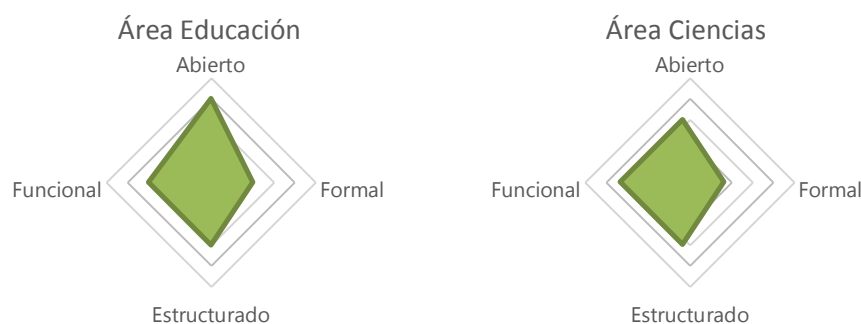 Área Educación
Abierto
Funcional
Formal
Estructurado
Área Ciencias
Abierto
Funcional
Formal
Estructurado